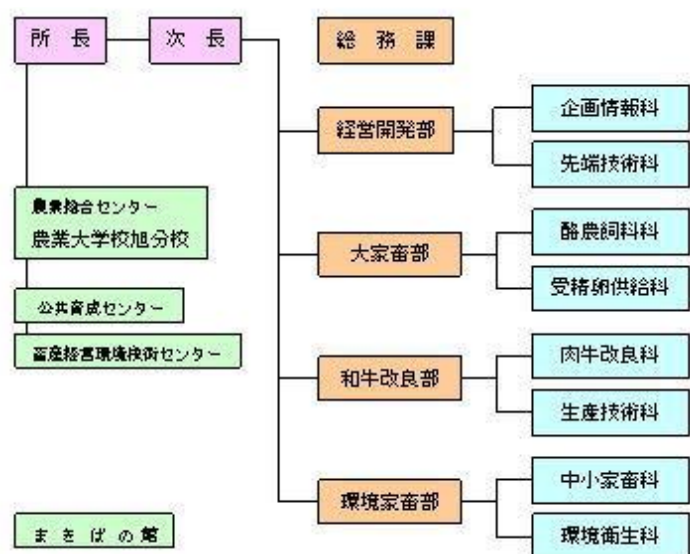 所長
次長
総務課
経営開発部
企画情報科
先端技術科
農業総合センター
農業大学校旭分校
大家畜部
酪農飼料科
受精卵供給科
公共育成センター
畜産経営環境技術センター
和牛改良部
肉牛改良科
生産技術科
環境家畜部
中小家畜科
環境衛生科
まきばの館